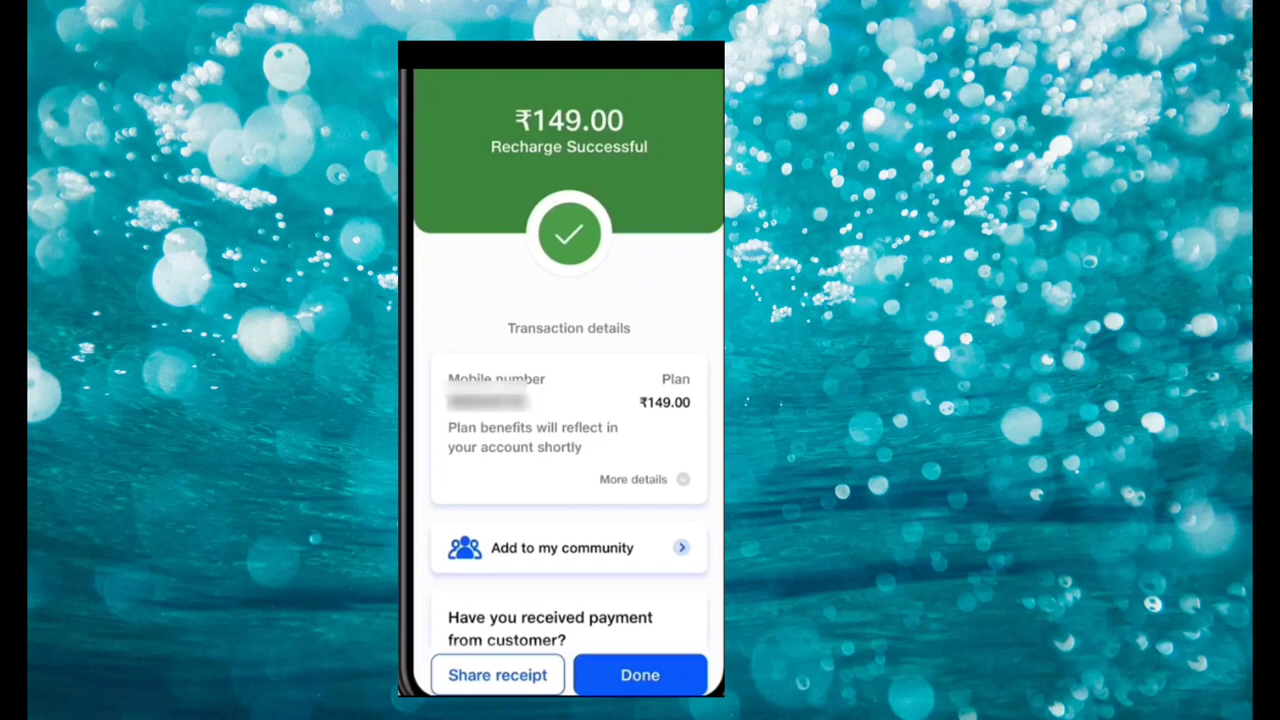 ₹149.00
Recharge Successful
Transaction details
Mobile number
Plan
₹149.00
Plan benefits will reflect in
your account shortly
More details
Add to my community
Have you received payment
from customer?
Share receipt
Done